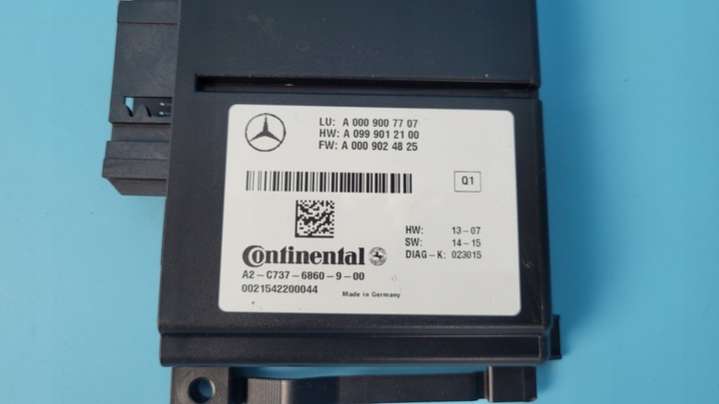 LU: A 000 900 77 07
HW: A 099 901 21 00
FW: A 000 902 48 25
Q1
HW: 13-07
SW: 14-15
DIAG-K: 023015
Continental
A2-C737-6860-9-00
0021542200044
Made in Germany